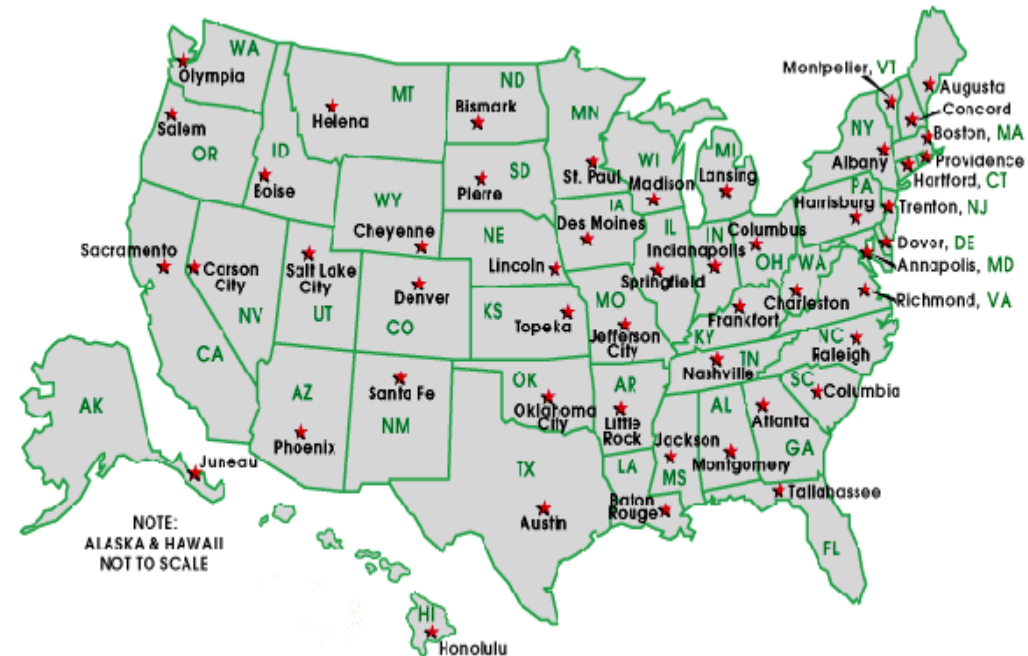 WA
Olympia
Salem
OR
ID
Boise
MT
Helena
ND
Bismark
SD
Pierre
WY
Cheyenne
NE
Lincoln
MN
St. Paul
WI
Madison
MI
Lansing
IA
Des Moines
IL
Springfield
IN
Indianapolis
Columbus
OH
Montpelier, VT
Augusta
Concord
Boston, MA
Providence
Hartford, CT
NY
Albany
PA
Harrisburg
Trenton, NJ
Dover, DE
Annapolis, MD
Richmond, VA
WA
Charleston
Sacramento
Carson
City
NV
CA
Salt Lake
City
UT
Denver
CO
KS
Topeka
MO
Jefferson
City
KY
Frankfort
TN
Nashville
NC
Raleigh
SC
Columbia
AZ
Phoenix
Santa Fe
NM
OK
Oklahoma
City
AR
Little
Rock
TX
Austin
LA
Baton
Rouge
Jackson
MS
AL
Montgomery
Atlanta
GA
Tallahassee
FL
AK
Juneau
NOTE:
ALASKA & HAWAII
NOT TO SCALE
HI
Honolulu